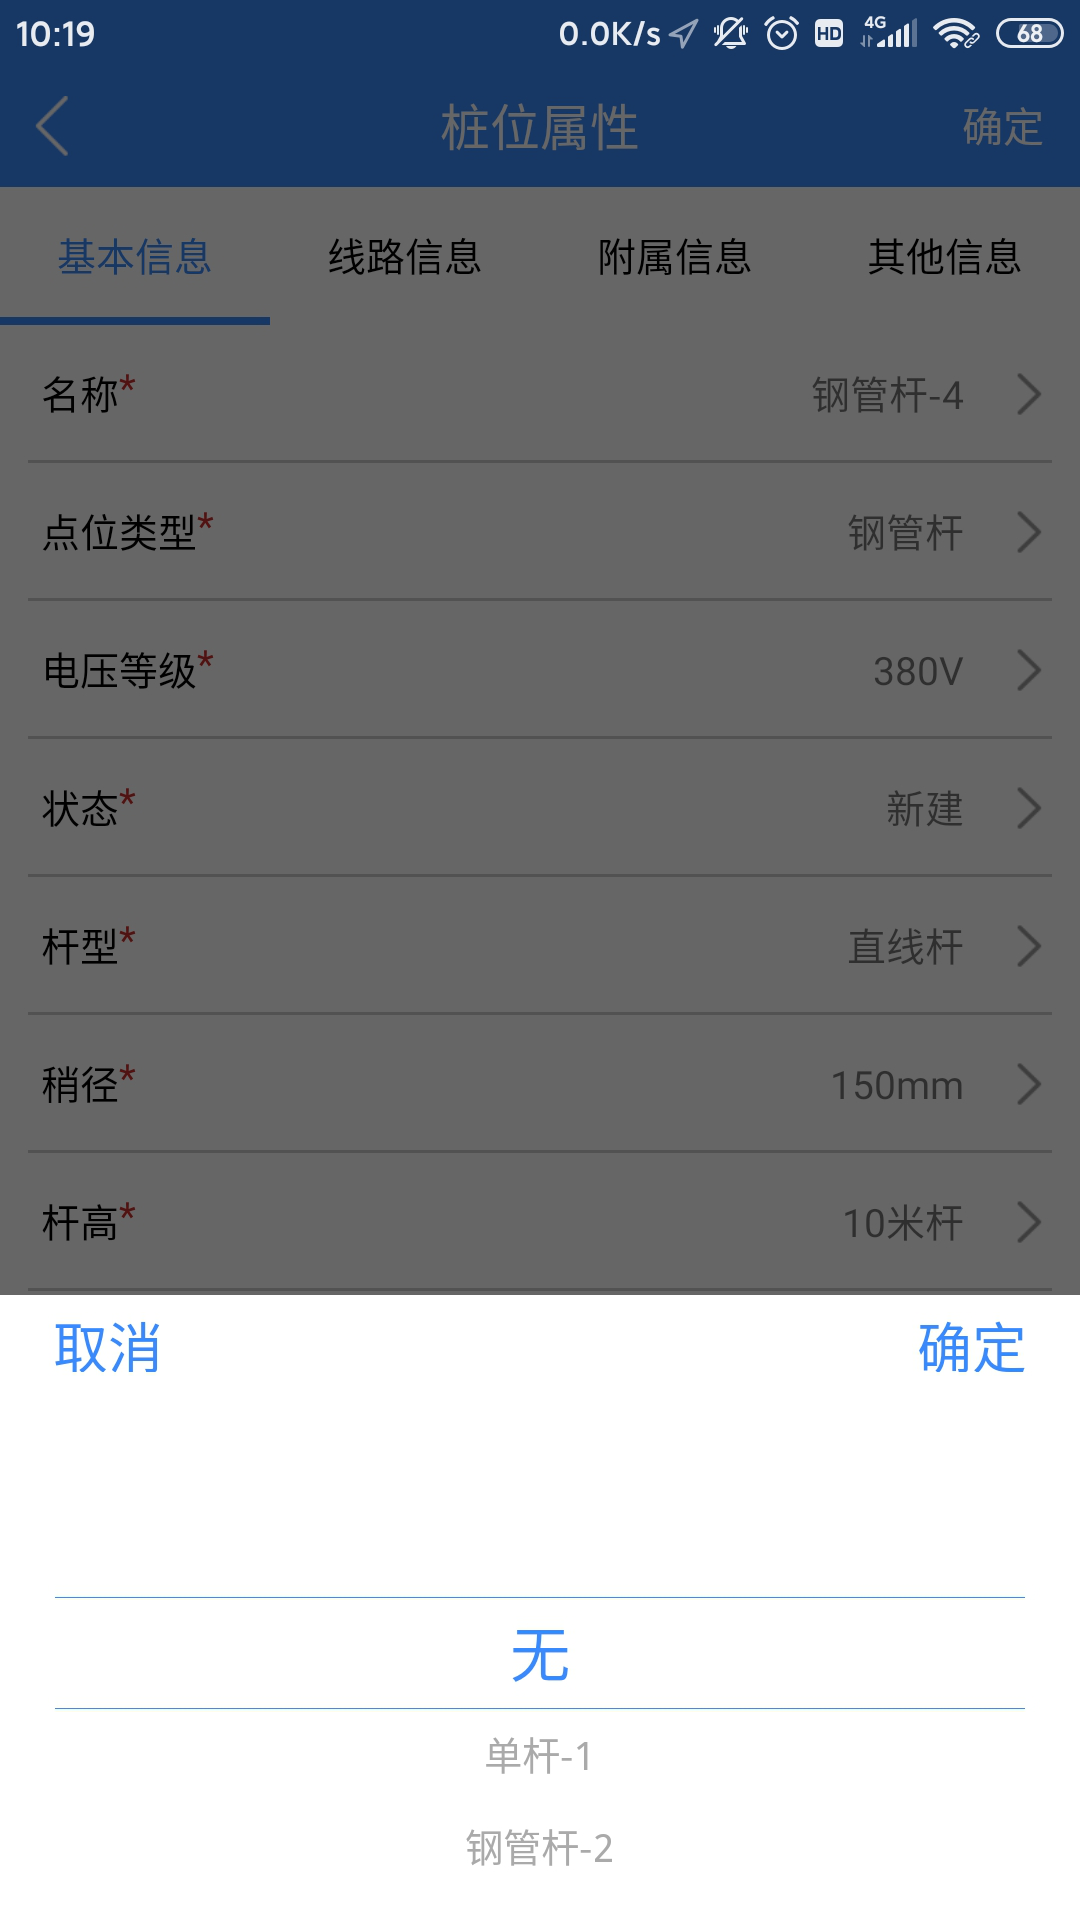 10:19 0.0K/s HD 4G 68
桩位属性 确定
基本信息 线路信息 附属信息 其他信息
名称* 钢管杆-4
点位类型* 钢管杆
电压等级* 380V
状态* 新建
杆型* 直线杆
稍径* 150mm
杆高* 10米杆
取消 确定
无
单杆-1
钢管杆-2